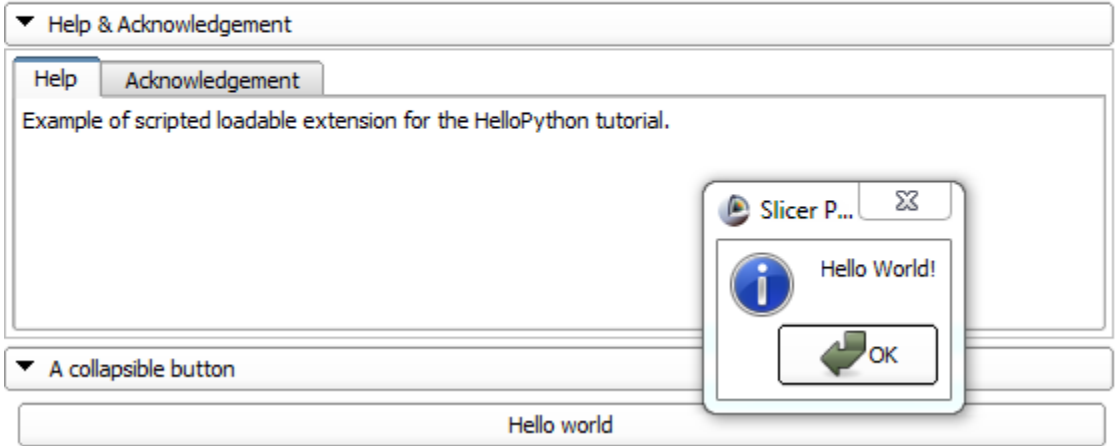 Help & Acknowledgement
Help
Acknowledgement
Example of scripted loadable extension for the HelloPython tutorial.
Slicer P...
Hello World!
OK
A collapsible button
Hello world